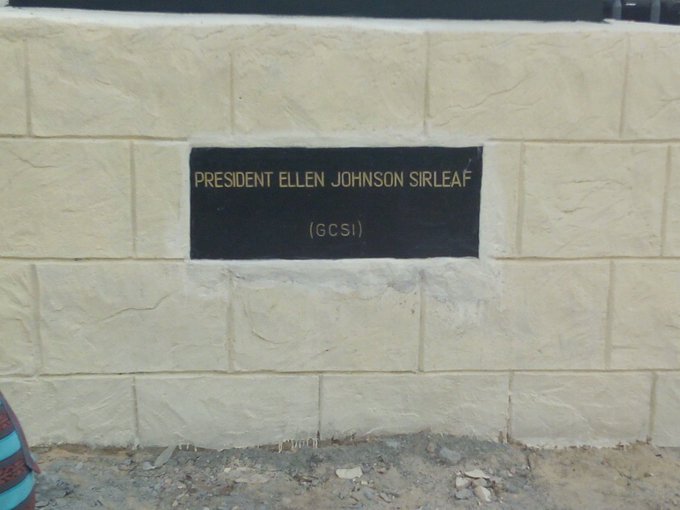 PRESIDENT ELLEN JOHNSON SIRLEAF
(GCSI)